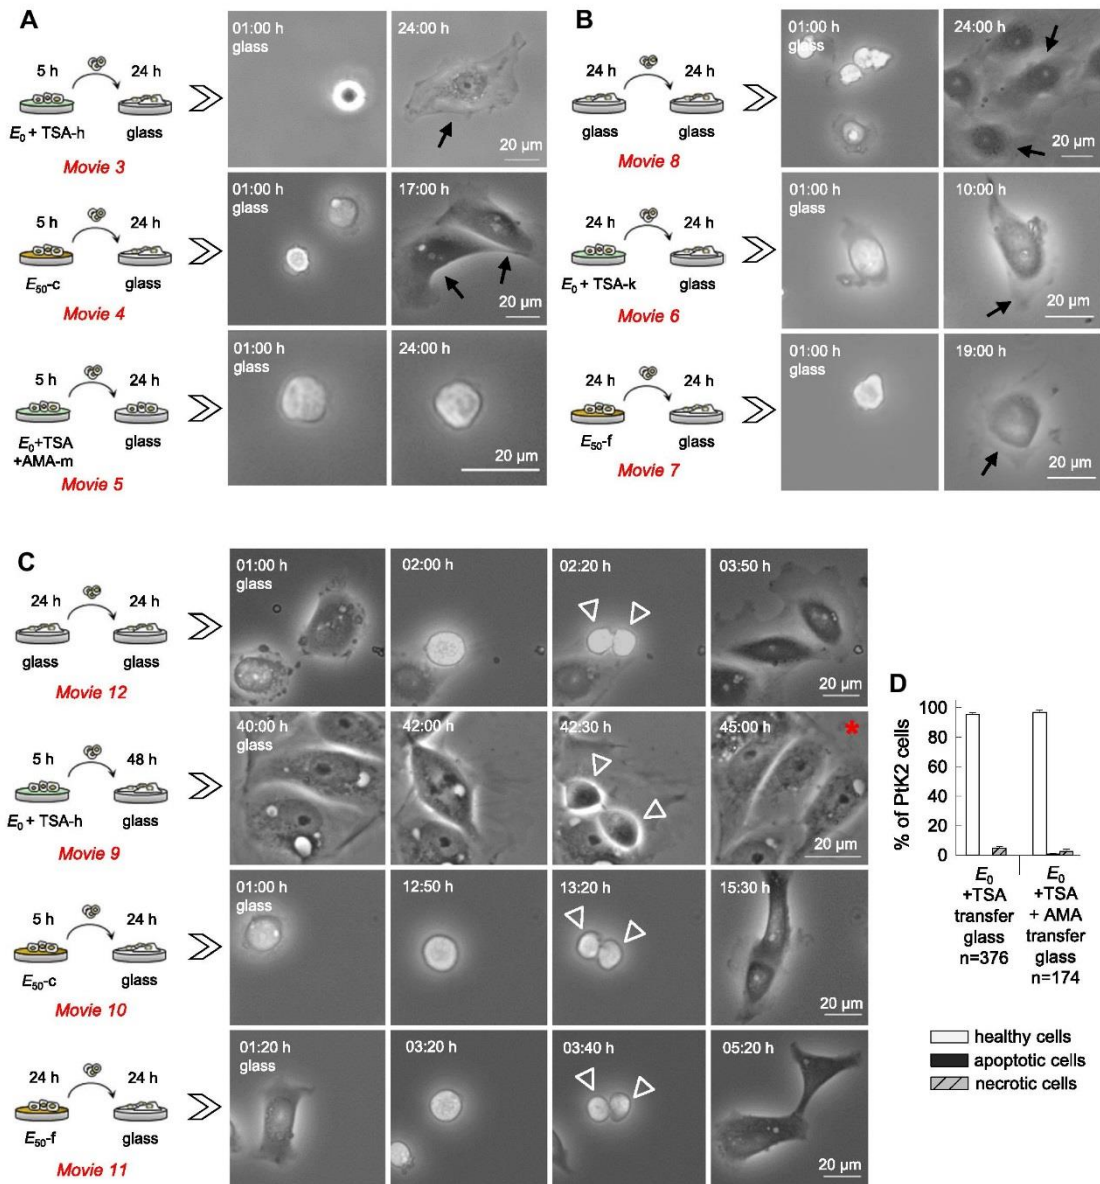 A
5 h 24 h
E0 + TSA-h glass
Movie 3
01:00 h
glass
24:00 h
20 µm
5 h 24 h
E50-c glass
Movie 4
01:00 h
glass
17:00 h
20 µm
5 h 24 h
E0+TSA
+AMA-m
glass
Movie 5
01:00 h
glass
24:00 h
20 µm
B
24 h 24 h
glass glass
Movie 8
01:00 h
glass
24:00 h
20 µm
24 h 24 h
E0 + TSA-k glass
Movie 6
01:00 h
glass
10:00 h
20 µm
24 h 24 h
E50-f glass
Movie 7
01:00 h
glass
19:00 h
20 µm
C
24 h 24 h
glass glass
Movie 12
01:00 h
glass
02:00 h
02:20 h
03:50 h
20 µm
5 h 48 h
E0 + TSA-h glass
Movie 9
40:00 h
glass
42:00 h
42:30 h
45:00 h
*
20 µm
5 h 24 h
E50-c glass
Movie 10
01:00 h
glass
12:50 h
13:20 h
15:30 h
20 µm
24 h 24 h
E50-f glass
Movie 11
01:20 h
glass
03:20 h
03:40 h
05:20 h
20 µm
D
% of PtK2 cells
100
80
60
40
20
0
E0
+TSA
transfer
glass
n=376
E0
+TSA
+ AMA
transfer
glass
n=174
healthy cells
apoptotic cells
necrotic cells